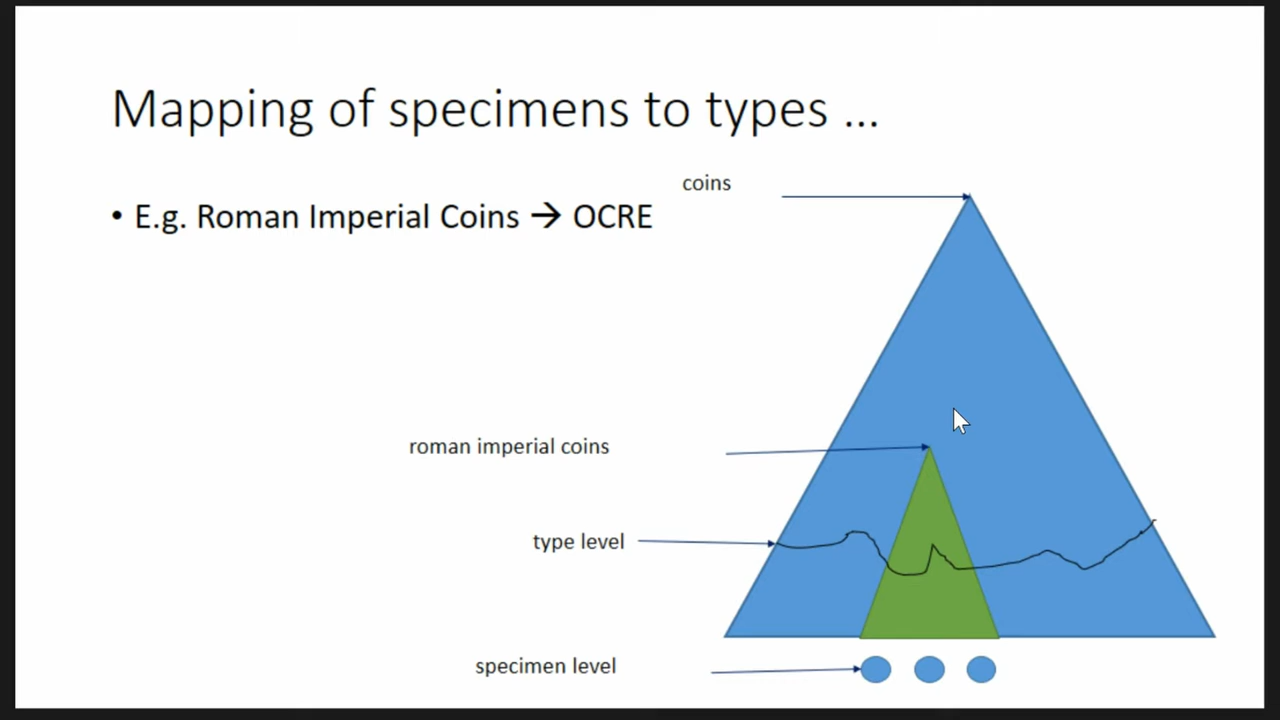 Mapping of specimens to types ...
coins
• E.g. Roman Imperial Coins → OCRE
roman imperial coins
type level
specimen level